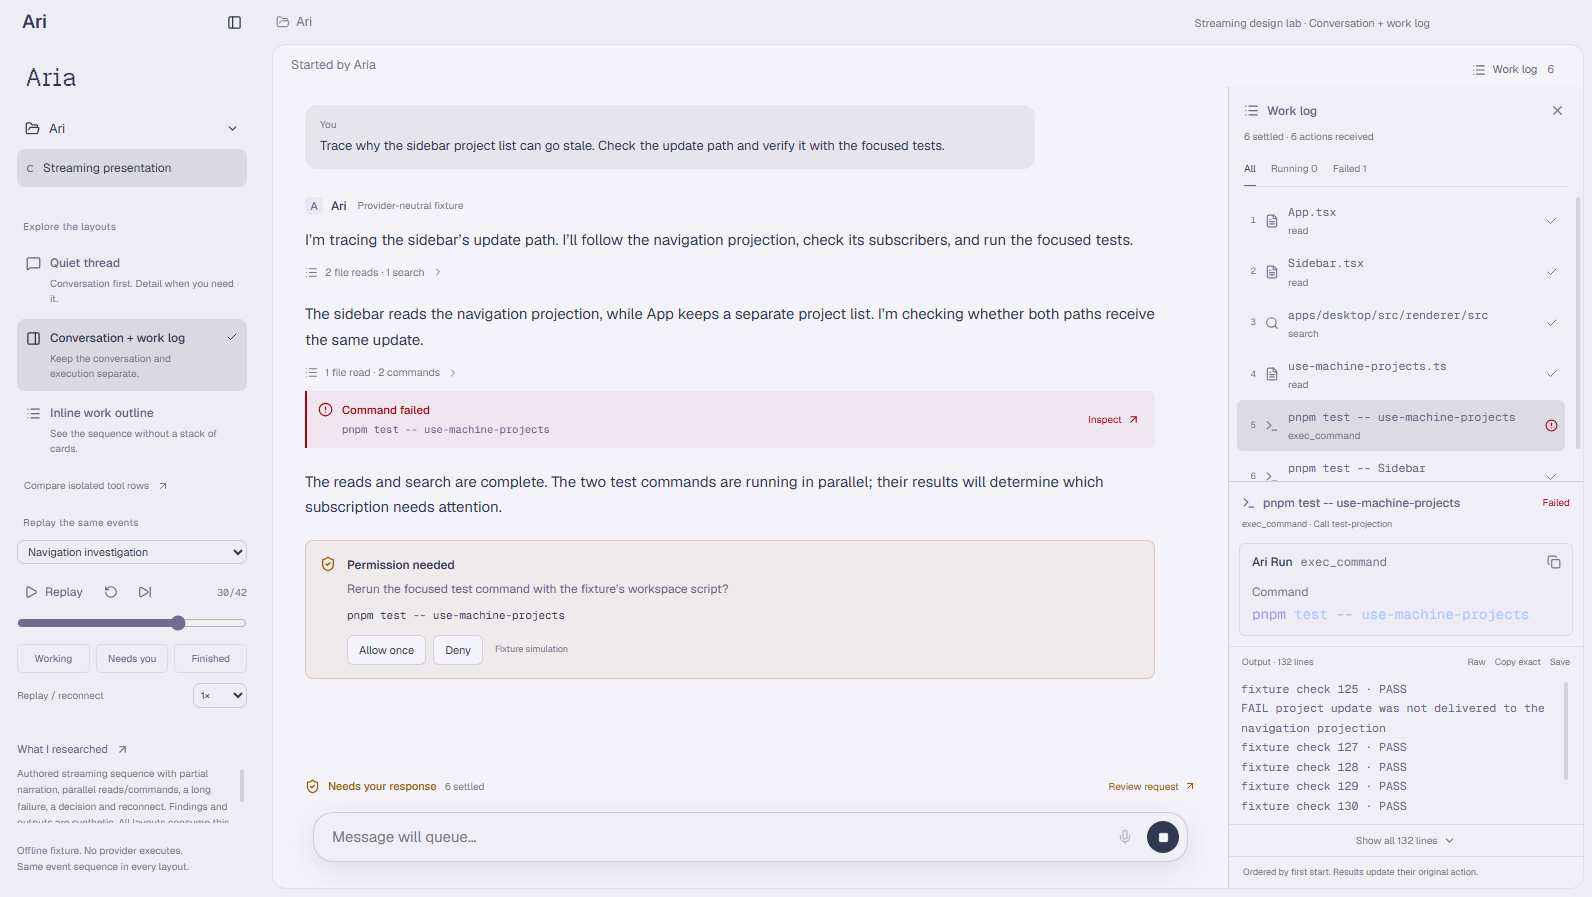 Ari
Aria
Ari
C Streaming presentation
Explore the layouts
Quiet thread
Conversation first. Detail when you need
it.
Conversation + work log
Keep the conversation and
execution separate.
Inline work outline
See the sequence without a stack of
cards.
Compare isolated tool rows
Replay the same events
Navigation investigation
Replay
30/42
Working
Needs you
Finished
Replay / reconnect
1×
What I researched
Authored streaming sequence with partial
narration, parallel reads/commands, a long
failure, a decision and reconnect. Findings and
outputs are synthetic. All layouts consume this
Offline fixture. No provider executes.
Same event sequence in every layout.
Ari
Streaming design lab · Conversation + work log
Started by Aria
Work log 6
You
Trace why the sidebar project list can go stale. Check the update path and verify it with the focused tests.
A Ari Provider-neutral fixture
I'm tracing the sidebar's update path. I'll follow the navigation projection, check its subscribers, and run the focused tests.
2 file reads · 1 search
The sidebar reads the navigation projection, while App keeps a separate project list. I'm checking whether both paths receive
the same update.
1 file read · 2 commands
Command failed
pnpm test -- use-machine-projects
Inspect
The reads and search are complete. The two test commands are running in parallel; their results will determine which
subscription needs attention.
Permission needed
Rerun the focused test command with the fixture's workspace script?
pnpm test -- use-machine-projects
Allow once
Deny
Fixture simulation
Needs your response 6 settled
Review request
Message will queue...
Work log
6 settled · 6 actions received
All
Running 0
Failed 1
1 App.tsx
read
2 Sidebar.tsx
read
3 apps/desktop/src/renderer/src
search
4 use-machine-projects.ts
read
5 pnpm test -- use-machine-projects
exec_command
6 pnpm test -- Sidebar
pnpm test -- use-machine-projects
Failed
exec_command · Call test-projection
Ari Run exec_command
Command
pnpm test -- use-machine-projects
Output · 132 lines
Raw
Copy exact
Save
fixture check 125 · PASS
FAIL project update was not delivered to the
navigation projection
fixture check 127 · PASS
fixture check 128 · PASS
fixture check 129 · PASS
fixture check 130 · PASS
Show all 132 lines
Ordered by first start. Results update their original action.